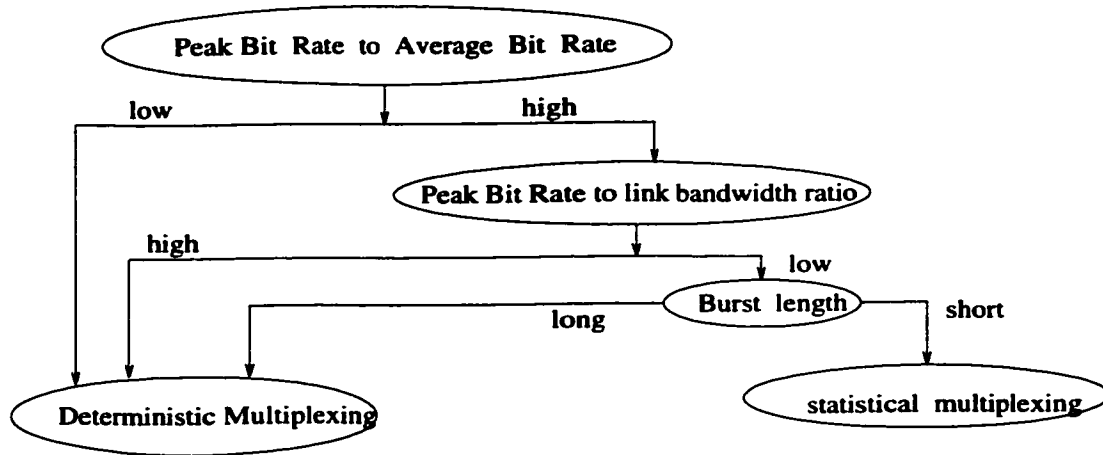 Peak Bit Rate to Average Bit Rate
low
high
Peak Bit Rate to link bandwidth ratio
high
low
Burst length
long
short
Deterministic Multiplexing
statistical multiplexing